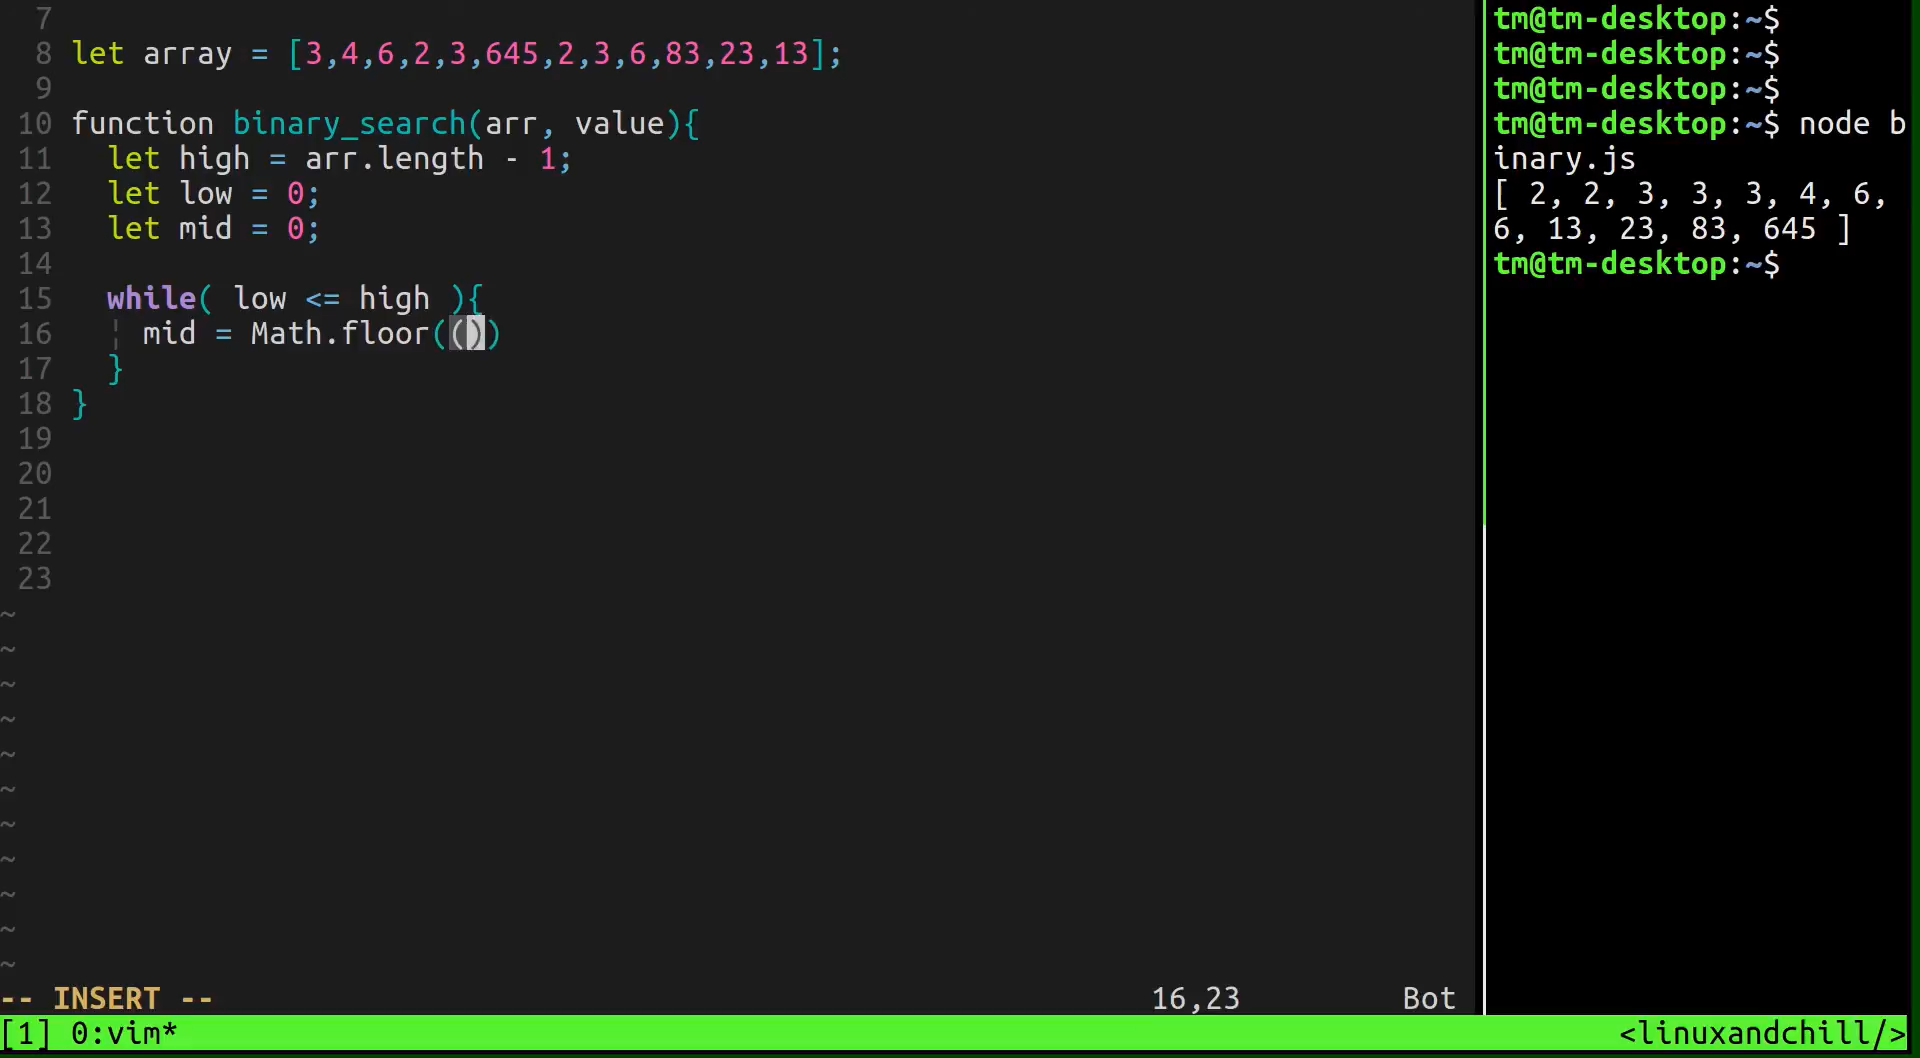 7
8 let array = [3,4,6,2,3,645,2,3,6,83,23,13];
9
10 function binary_search(arr, value){
11   let high = arr.length - 1;
12   let low = 0;
13   let mid = 0;
14
15   while( low <= high ){
16   ¦ mid = Math.floor(())
17   }
18 }
19
20
21
22
23
~
~
~
~
~
~
~
~
~
~
~
-- INSERT -- 16,23 Bot
tm@tm-desktop:~$
tm@tm-desktop:~$
tm@tm-desktop:~$
tm@tm-desktop:~$ node b
inary.js
[ 2, 2, 3, 3, 3, 4, 6,
6, 13, 23, 83, 645 ]
tm@tm-desktop:~$
[1] 0:vim* <linuxandchill/>